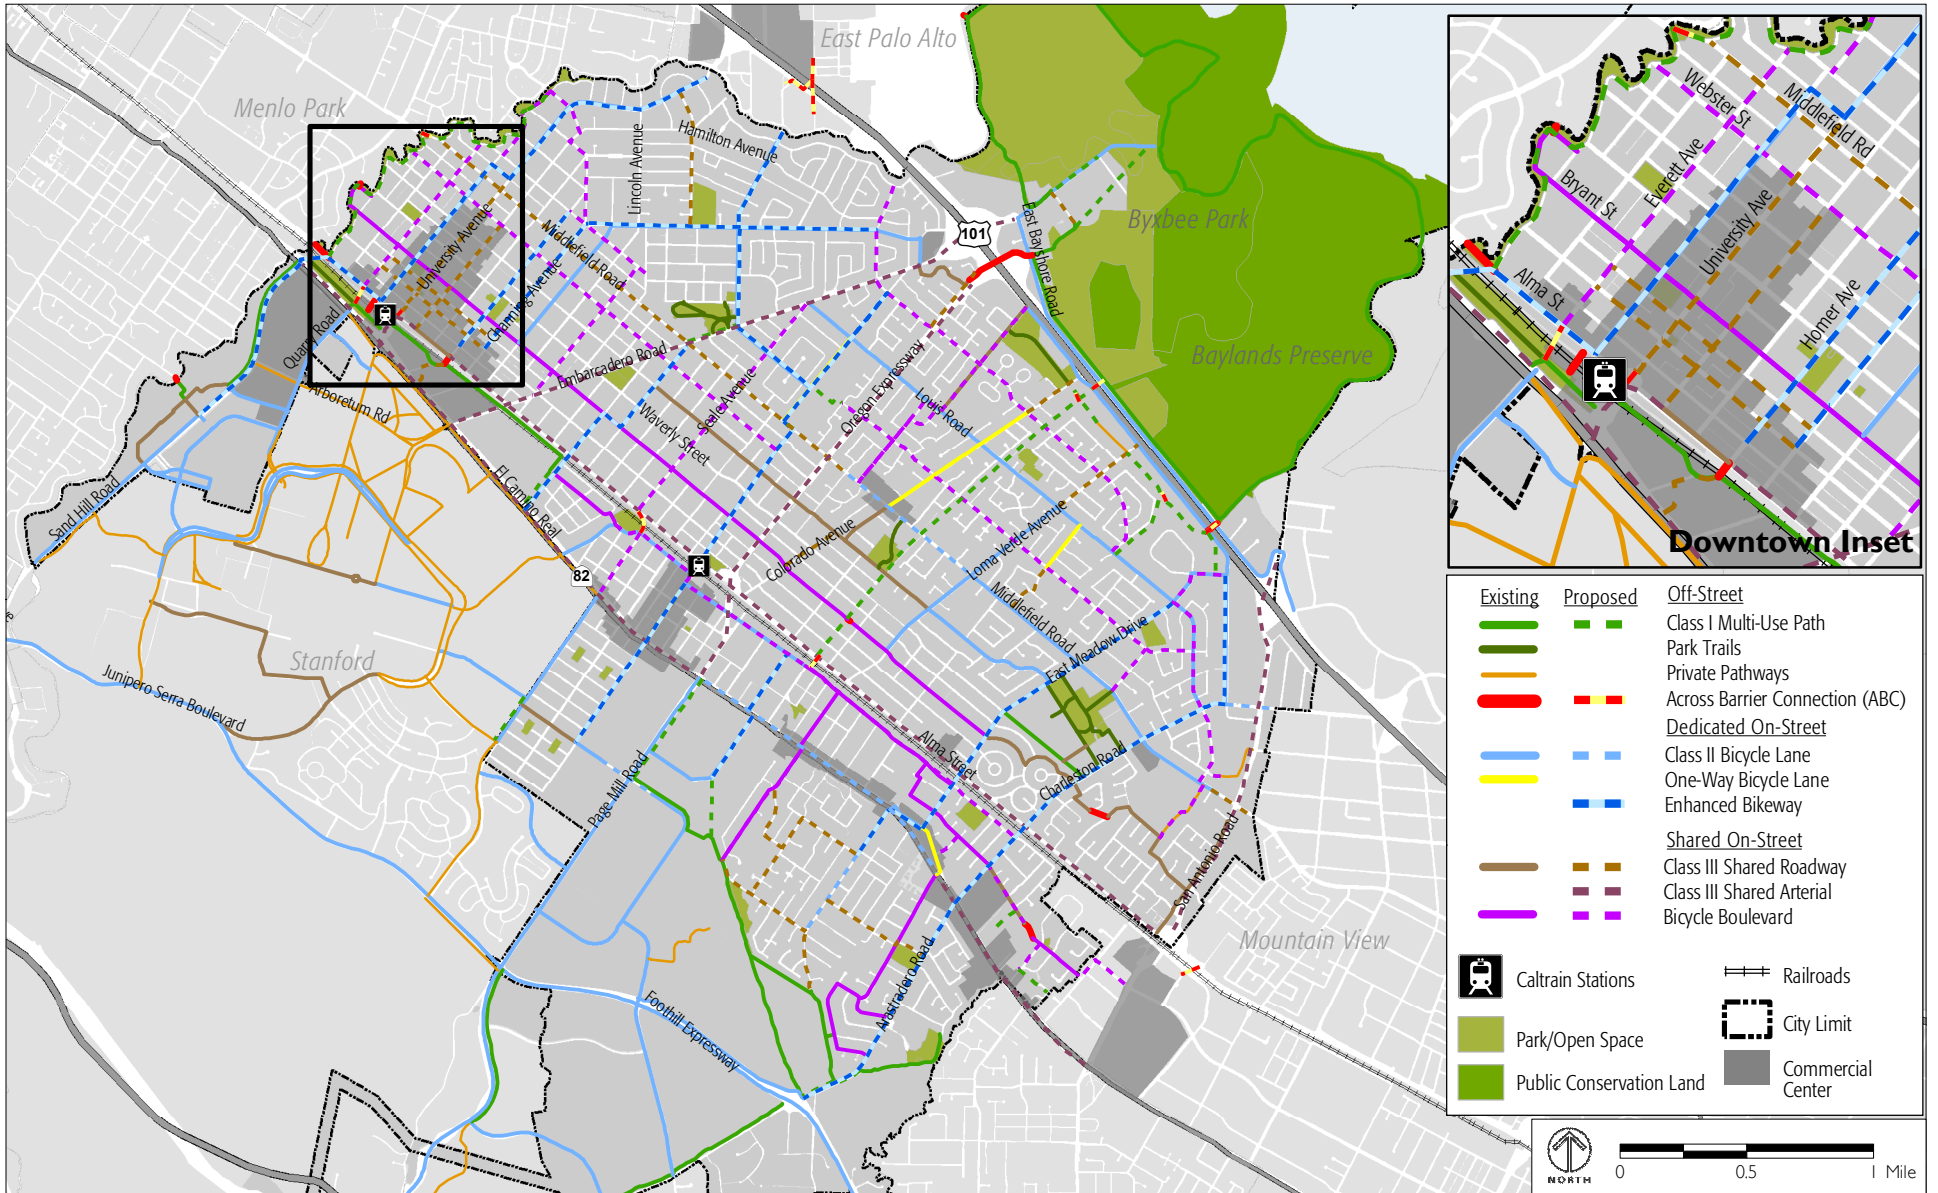 East Palo Alto
Menlo Park
Lincoln Avenue
Hamilton Avenue
University Avenue
Middlefield Road
Channing Avenue
101
East Bayshore Road
Byxbee Park
Baylands Preserve
Quarry Road
Arboretum Rd
Embarcadero Road
Seale Avenue
Waverly Street
Oregon Expressway
Louis Road
Sand Hill Road
El Camino Real
82
Colorado Avenue
Loma Verde Avenue
Middlefield Road
East Meadow Drive
Stanford
Junipero Serra Boulevard
Page Mill Road
Alma Street
Charleston Road
San Antonio Road
Mountain View
Arastradero Road
Foothill Expressway
Webster St
Middlefield Rd
Everett Ave
Bryant St
University Ave
Alma St
Homer Ave
Downtown Inset
Existing Proposed Off-Street
Class I Multi-Use Path
Park Trails
Private Pathways
Across Barrier Connection (ABC)
Dedicated On-Street
Class II Bicycle Lane
One-Way Bicycle Lane
Enhanced Bikeway
Shared On-Street
Class III Shared Roadway
Class III Shared Arterial
Bicycle Boulevard
Caltrain Stations
Railroads
City Limit
Park/Open Space
Commercial
Center
Public Conservation Land
NORTH
0 0.5 1 Mile